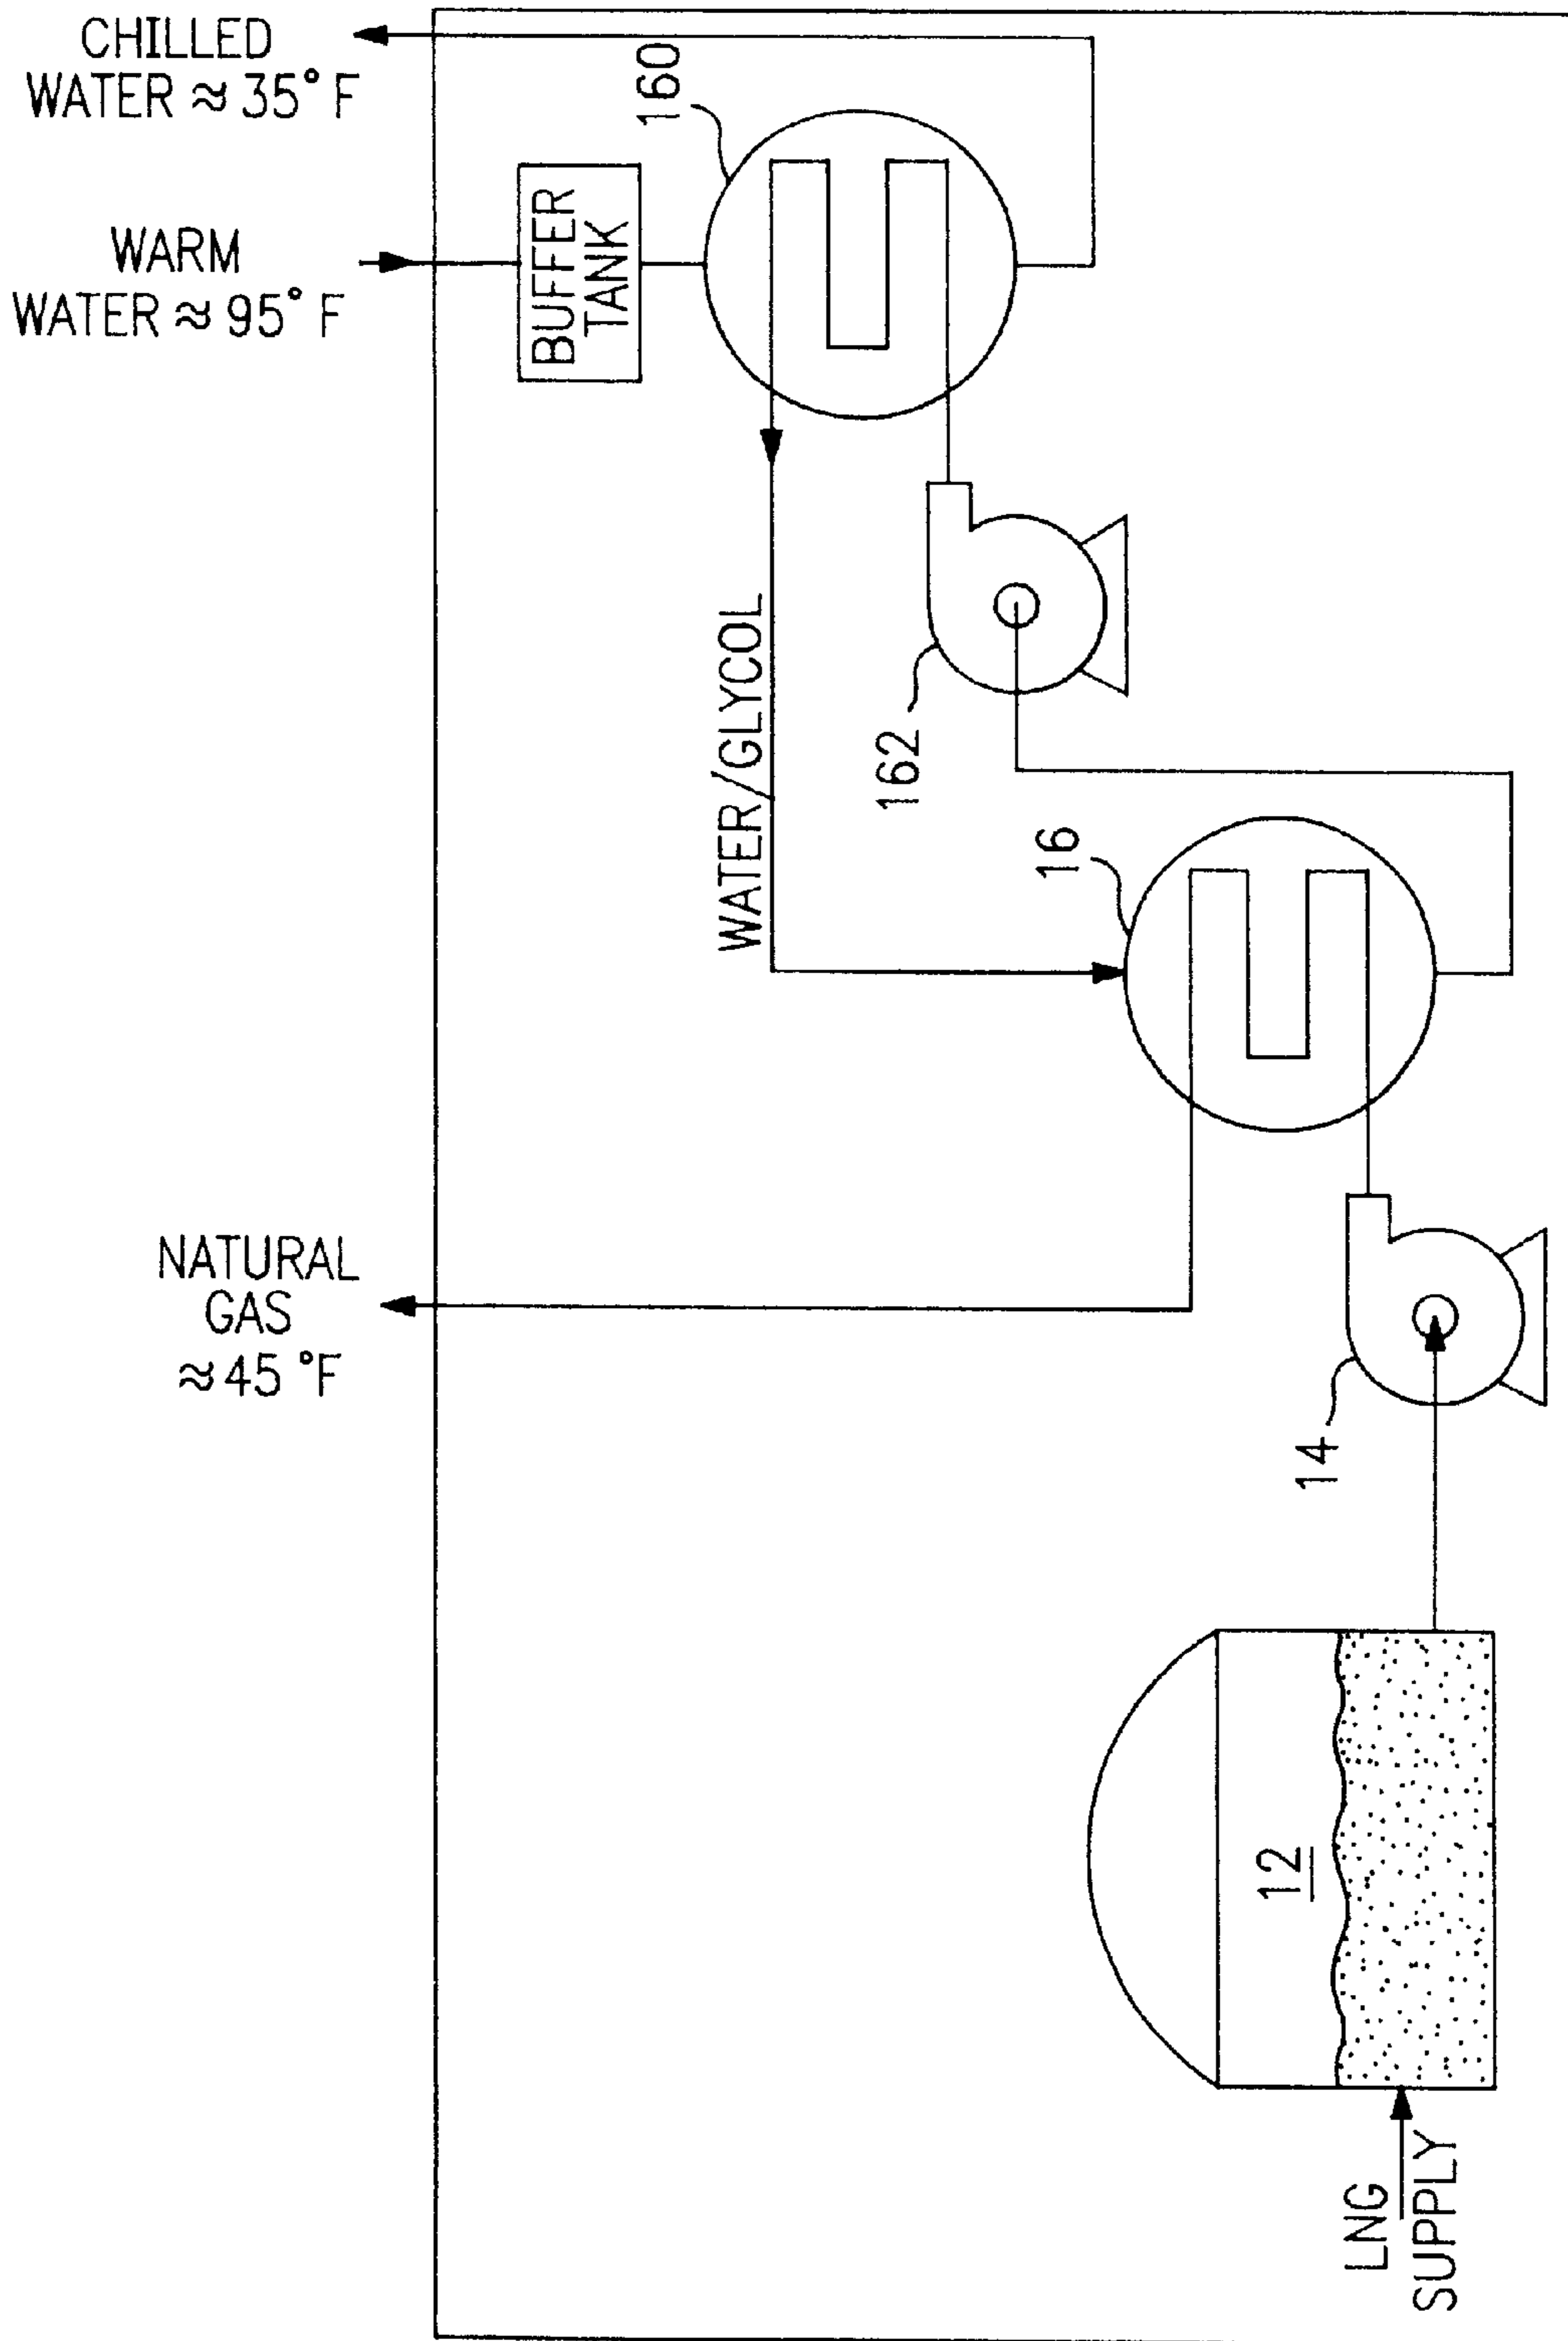 CHILLED
WATER ≈ 35° F
WARM
WATER ≈ 95° F
160
BUFFER
TANK
WATER/GLYCOL
162
16
NATURAL
GAS
≈ 45 °F
14
12
LNG
SUPPLY